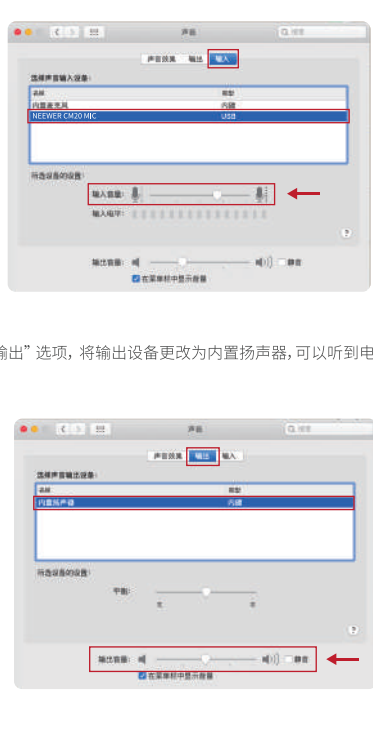 声音
搜索
声音效果 输出 输入
选择声音输入设备：
名称 类型
内置麦克风 内建
NEEWER CM20 MIC USB
所选设备的设置：
输入音量：
输入电平：
?
输出音量： 静音
在菜单栏中显示音量
输出”选项，将输出设备更改为内置扬声器，可以听到电
声音
搜索
声音效果 输出 输入
选择声音输出设备：
名称 类型
内置扬声器 内建
所选设备的设置：
平衡：
左 右
?
输出音量： 静音
在菜单栏中显示音量